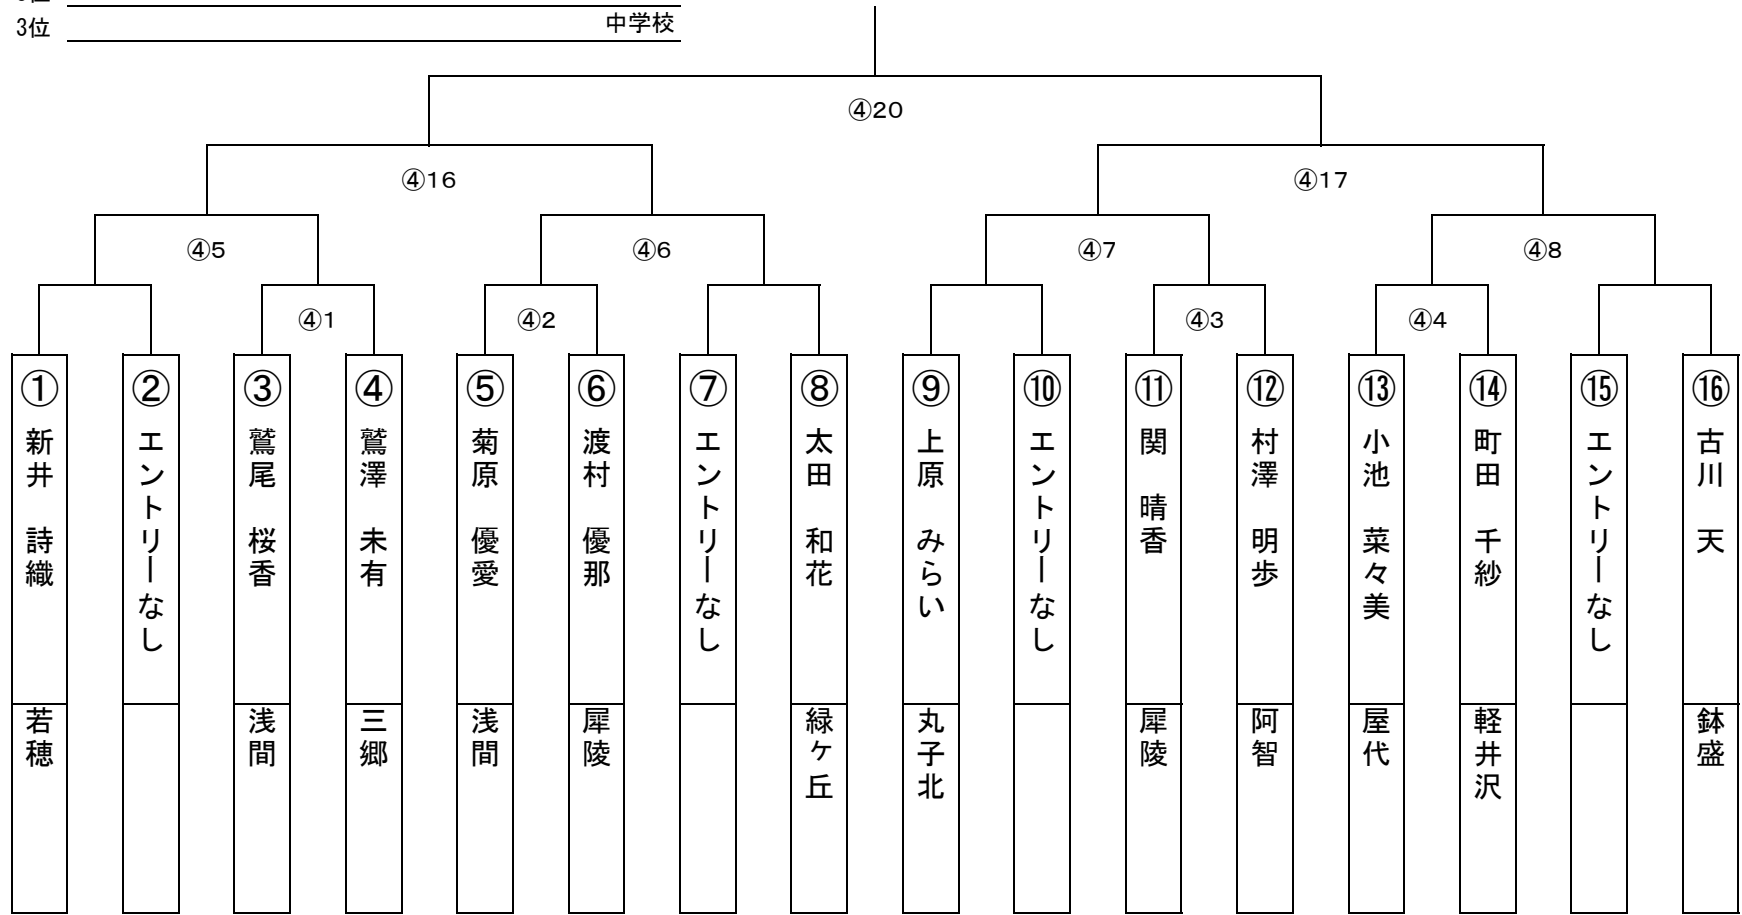 3位
中学校
④20
④16
④17
④5
④6
④7
④8
④1
④2
④3
④4
① 新井 詩織 若穂
② エントリーなし
③ 鷲尾 桜香 浅間
④ 鷲澤 未有 三郷
⑤ 菊原 優愛 浅間
⑥ 渡村 優那 犀陵
⑦ エントリーなし
⑧ 太田 和花 緑ケ丘
⑨ 上原 みらい 丸子北
⑩ エントリーなし
⑪ 関 晴香 犀陵
⑫ 村澤 明歩 阿智
⑬ 小池 菜々美 屋代
⑭ 町田 千紗 軽井沢
⑮ エントリーなし
⑯ 古川 天 鉢盛